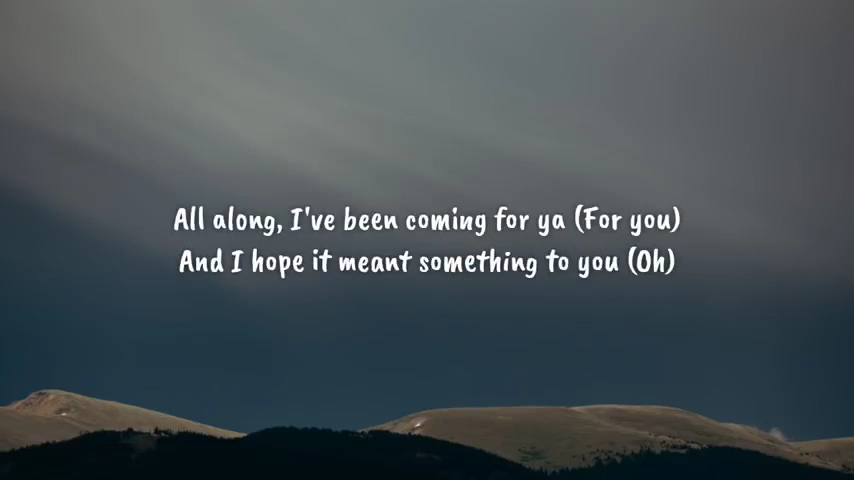 All along, I've been coming for ya (For you)
And I hope it meant something to you (Oh)